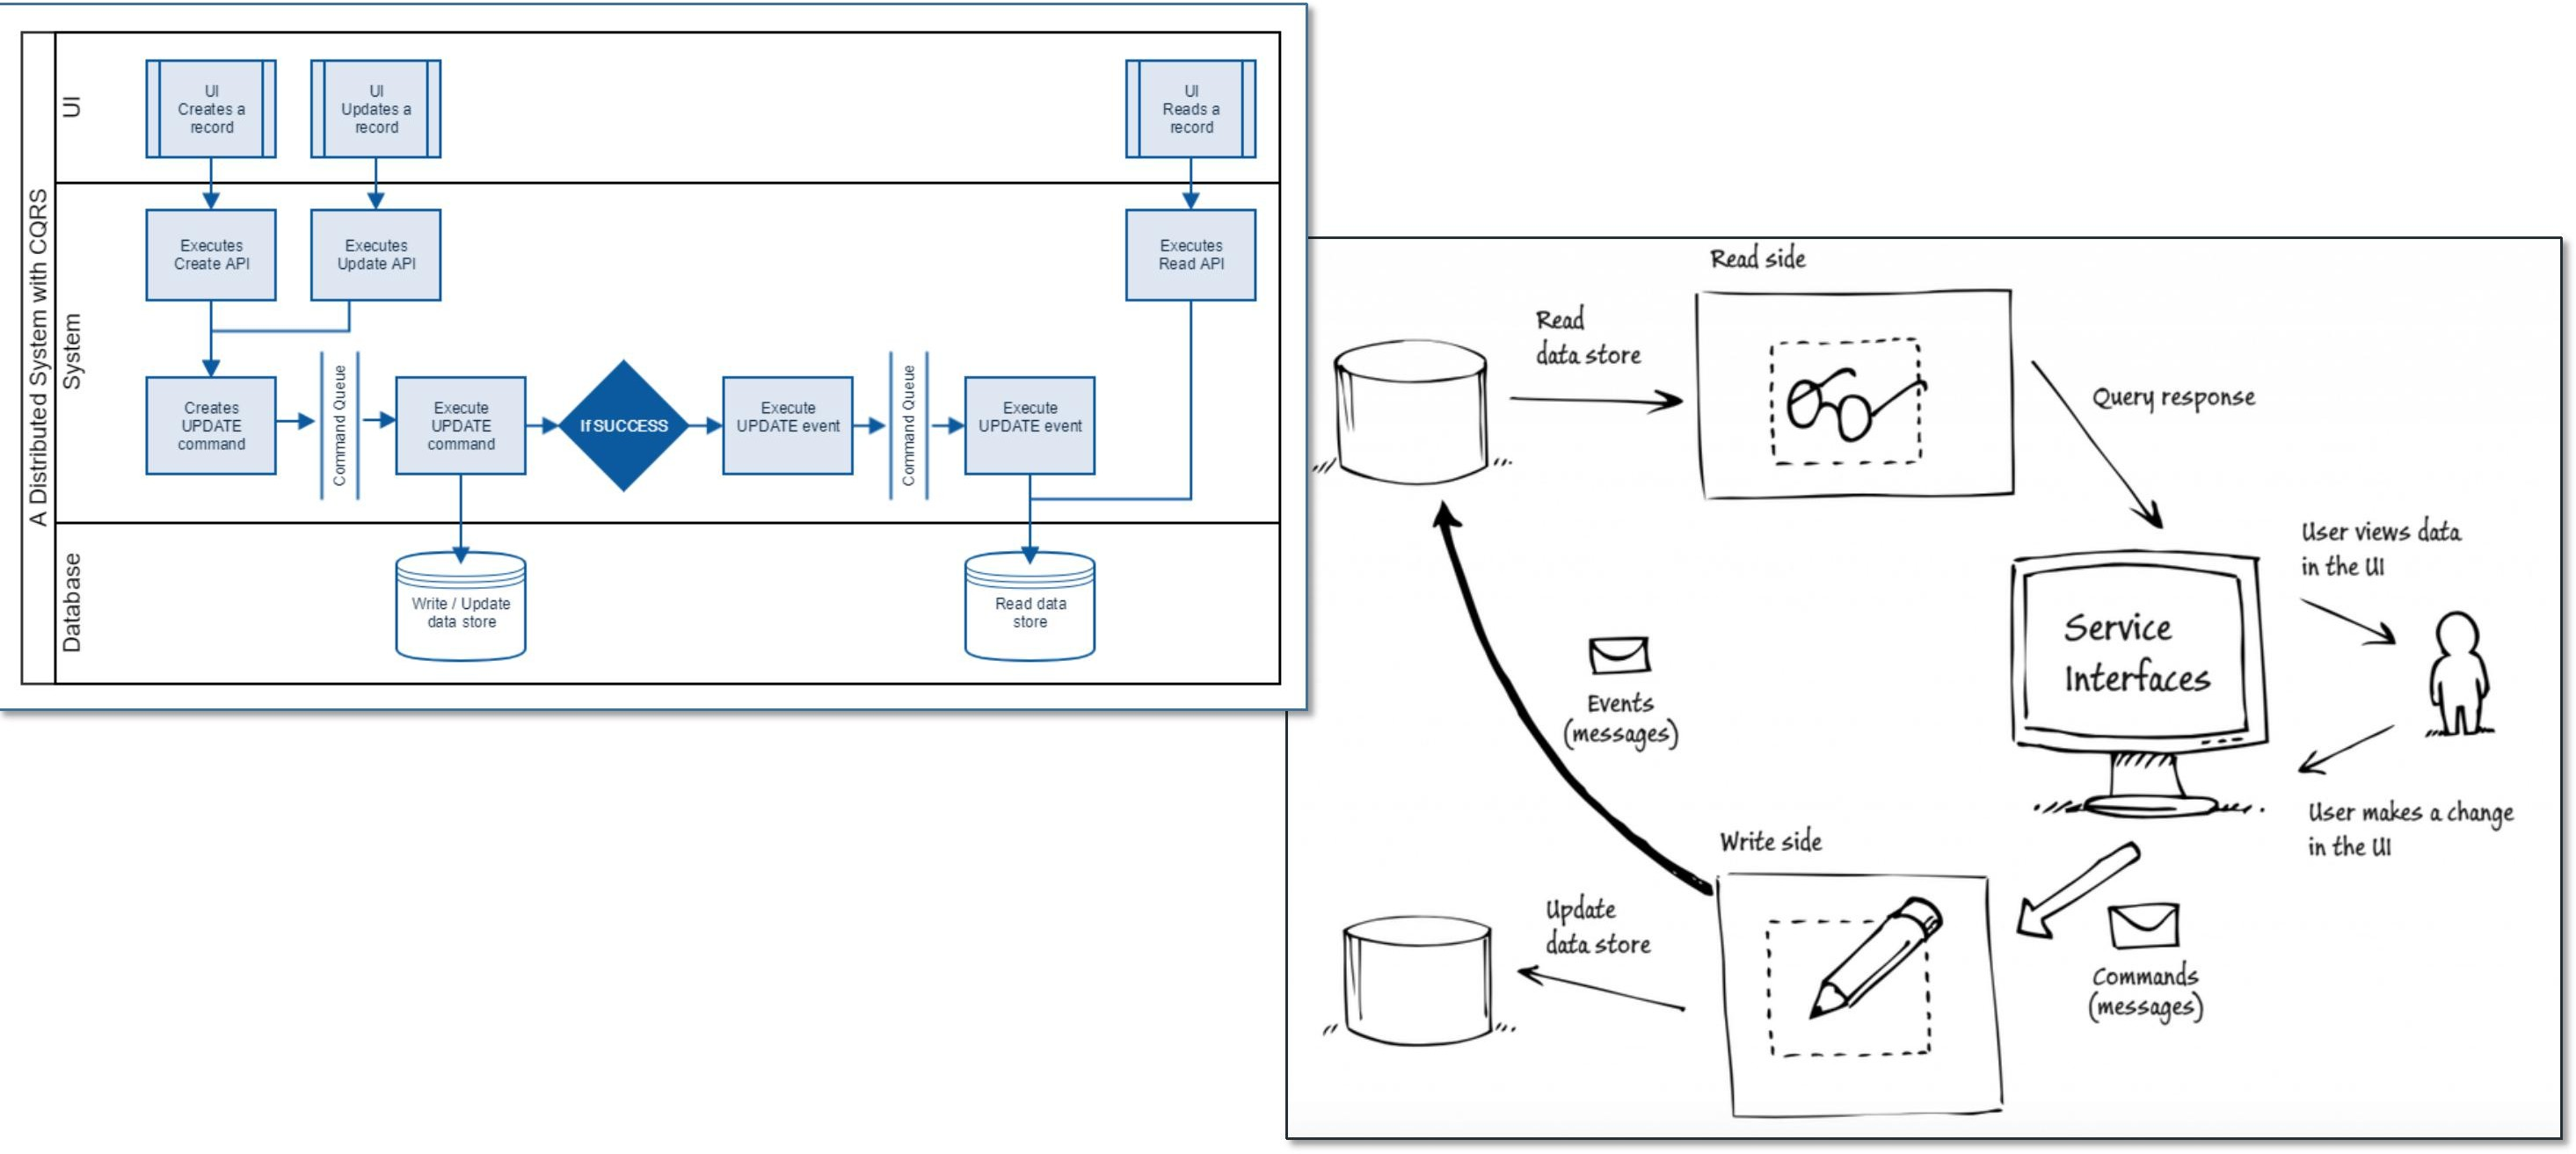 A Distributed System with CQRS
UI
UI
Creates a
record
UI
Updates a
record
UI
Reads a
record
System
Executes
Create API
Executes
Update API
Executes
Read API
Creates
UPDATE
command
Command Queue
Execute
UPDATE
command
If SUCCESS
Execute
UPDATE event
Command Queue
Execute
UPDATE event
Database
Write / Update
data store
Read data
store
Read side
Read
data store
Query response
User views data
in the UI
Service
Interfaces
Events
(messages)
User makes a change
in the UI
Write side
Update
data store
Commands
(messages)